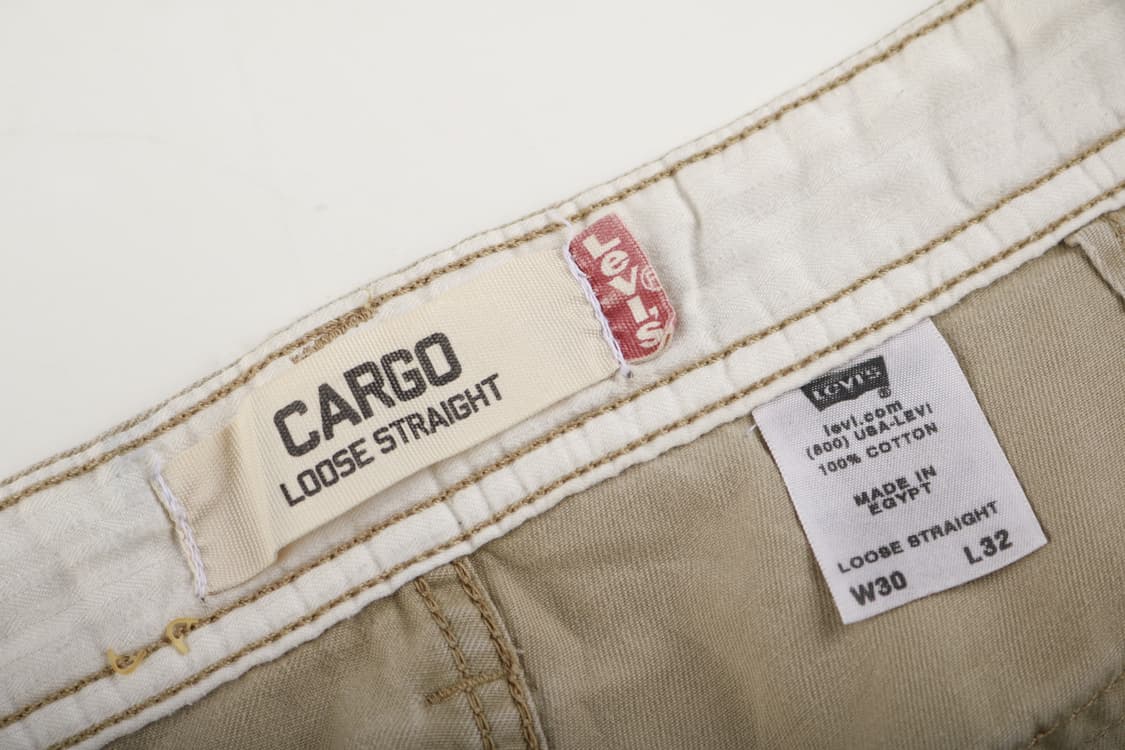 CARGO
LOOSE STRAIGHT
Levi's®
LEVI'S®
levi.com
(800) USA-LEVI
100% COTTON
MADE IN
EGYPT
LOOSE STRAIGHT
W30 L32